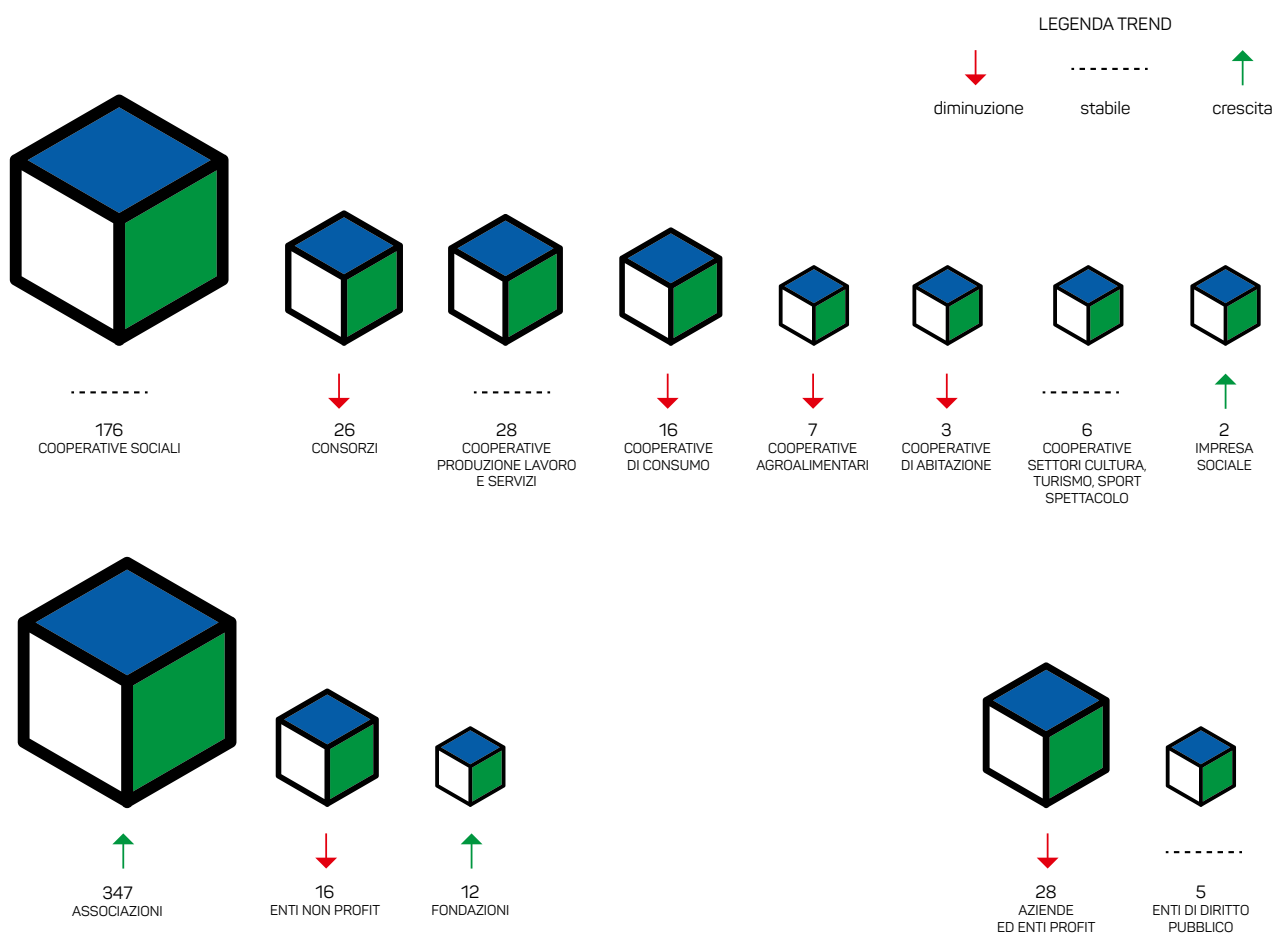 LEGENDA TREND
diminuzione
stabile
crescita
176
COOPERATIVE SOCIALI
26
CONSORZI
28
COOPERATIVE
PRODUZIONE LAVORO
E SERVIZI
16
COOPERATIVE
DI CONSUMO
7
COOPERATIVE
AGROALIMENTARI
3
COOPERATIVE
DI ABITAZIONE
6
COOPERATIVE
SETTORI CULTURA,
TURISMO, SPORT
SPETTACOLO
2
IMPRESA
SOCIALE
347
ASSOCIAZIONI
16
ENTI NON PROFIT
12
FONDAZIONI
28
AZIENDE
ED ENTI PROFIT
5
ENTI DI DIRITTO
PUBBLICO